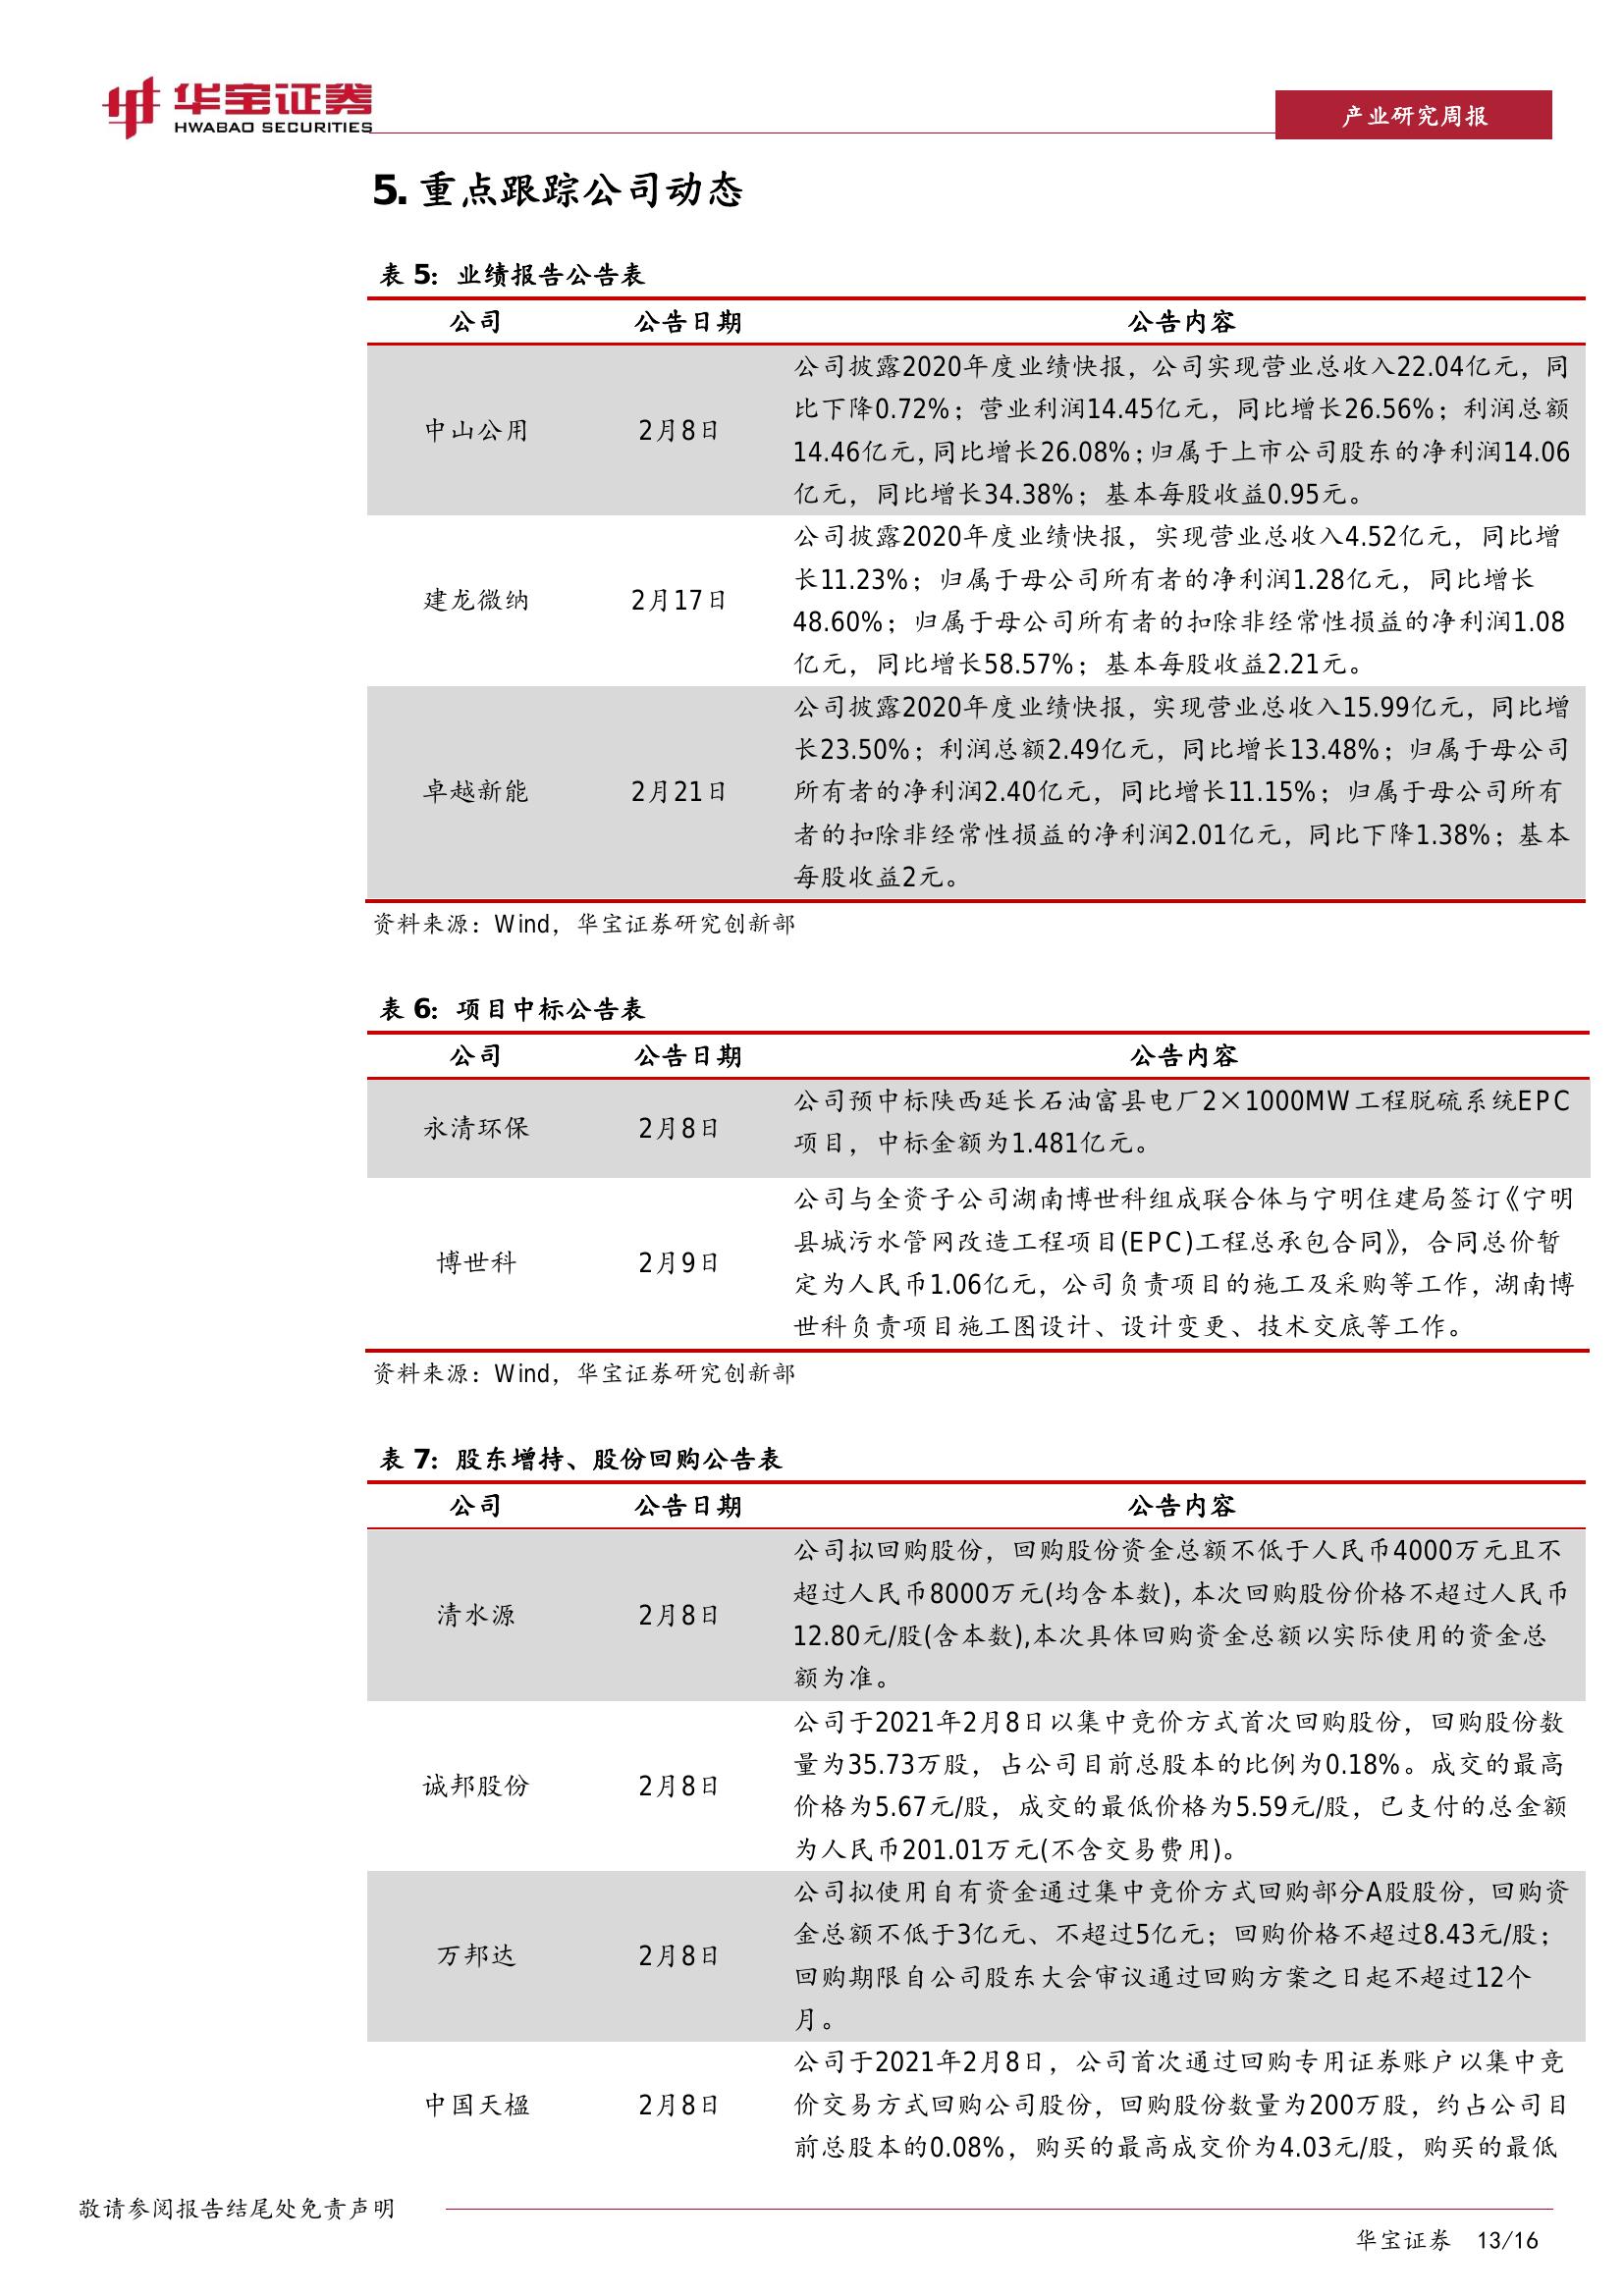 华宝证券
HWABAO SECURITIES
产业研究周报
5. 重点跟踪公司动态
表 5：业绩报告公告表
公司 公告日期 公告内容
公司披露2020年度业绩快报，公司实现营业总收入22.04亿元，同
比下降0.72%；营业利润14.45亿元，同比增长26.56%；利润总额
中山公用 2月8日
14.46亿元，同比增长26.08%；归属于上市公司股东的净利润14.06
亿元，同比增长34.38%；基本每股收益0.95元。
公司披露2020年度业绩快报，实现营业总收入4.52亿元，同比增
长11.23%；归属于母公司所有者的净利润1.28亿元，同比增长
建龙微纳 2月17日
48.60%；归属于母公司所有者的扣除非经常性损益的净利润1.08
亿元，同比增长58.57%；基本每股收益2.21元。
公司披露2020年度业绩快报，实现营业总收入15.99亿元，同比增
长23.50%；利润总额2.49亿元，同比增长13.48%；归属于母公司
卓越新能 2月21日 所有者的净利润2.40亿元，同比增长11.15%；归属于母公司所有
者的扣除非经常性损益的净利润2.01亿元，同比下降1.38%；基本
每股收益2元。
资料来源：Wind，华宝证券研究创新部
表 6：项目中标公告表
公司 公告日期 公告内容
公司预中标陕西延长石油富县电厂2×1000MW工程脱硫系统EPC
永清环保 2月8日
项目，中标金额为1.481亿元。
公司与全资子公司湖南博世科组成联合体与宁明住建局签订《宁明
县城污水管网改造工程项目(EPC)工程总承包合同》，合同总价暂
博世科 2月9日
定为人民币1.06亿元，公司负责项目的施工及采购等工作，湖南博
世科负责项目施工图设计、设计变更、技术交底等工作。
资料来源：Wind，华宝证券研究创新部
表 7：股东增持、股份回购公告表
公司 公告日期 公告内容
公司拟回购股份，回购股份资金总额不低于人民币4000万元且不
超过人民币8000万元(均含本数)，本次回购股份价格不超过人民币
清水源 2月8日
12.80元/股(含本数),本次具体回购资金总额以实际使用的资金总
额为准。
公司于2021年2月8日以集中竞价方式首次回购股份，回购股份数
量为35.73万股，占公司目前总股本的比例为0.18%。成交的最高
诚邦股份 2月8日
价格为5.67元/股，成交的最低价格为5.59元/股，已支付的总金额
为人民币201.01万元(不含交易费用)。
公司拟使用自有资金通过集中竞价方式回购部分A股股份，回购资
金总额不低于3亿元、不超过5亿元；回购价格不超过8.43元/股；
万邦达 2月8日
回购期限自公司股东大会审议通过回购方案之日起不超过12个
月。
公司于2021年2月8日，公司首次通过回购专用证券账户以集中竞
中国天楹 2月8日 价交易方式回购公司股份，回购股份数量为200万股，约占公司目
前总股本的0.08%，购买的最高成交价为4.03元/股，购买的最低
敬请参阅报告结尾处免责声明
华宝证券 13/16